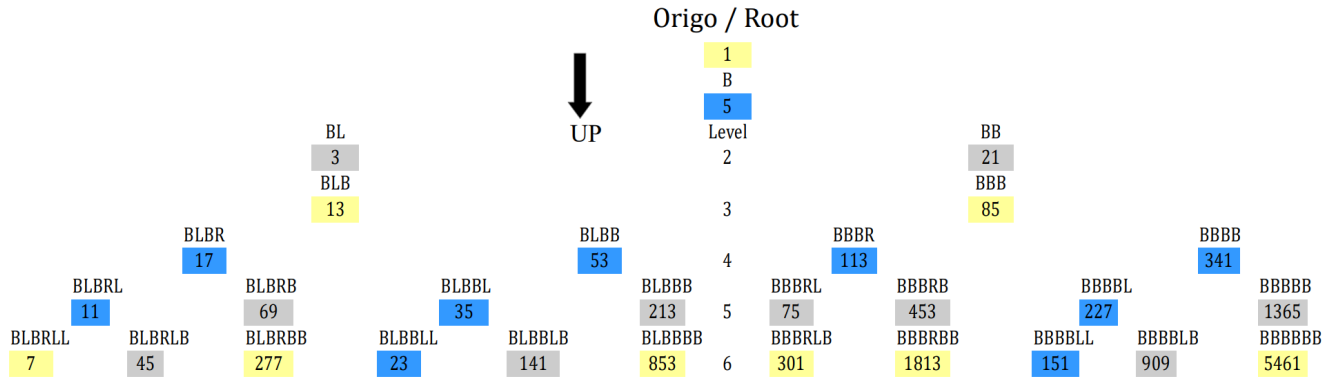 Origo / Root
1
B
5
BL UP Level BB
3 2 21
BLB BBB
13 3 85
BLBR BLBB BBBR BBBB
17 53 4 113 341
BLBRL BLBRB BLBBL BLBBB BBBRL BBBRB BBBBL BBBBB
11 69 35 213 5 75 453 227 1365
BLBRLL BLBRLB BLBRBB BLBBLL BLBBLB BLBBBB BBBRLB BBBRBB BBBBLL BBBBLB BBBBBB
7 45 277 23 141 853 6 301 1813 151 909 5461